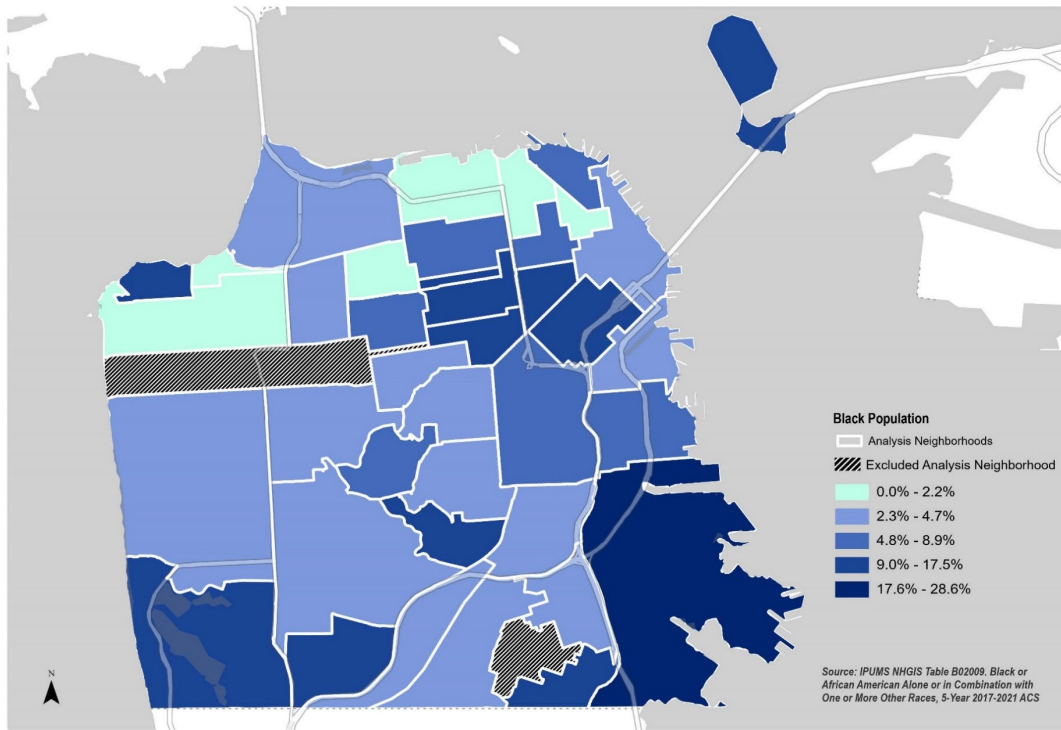 Black Population
Analysis Neighborhoods
Excluded Analysis Neighborhood
0.0% - 2.2%
2.3% - 4.7%
4.8% - 8.9%
9.0% - 17.5%
17.6% - 28.6%
N
Source: IPUMS NHGIS Table B02009, Black or
African American Alone or in Combination with
One or More Other Races, 5-Year 2017-2021 ACS